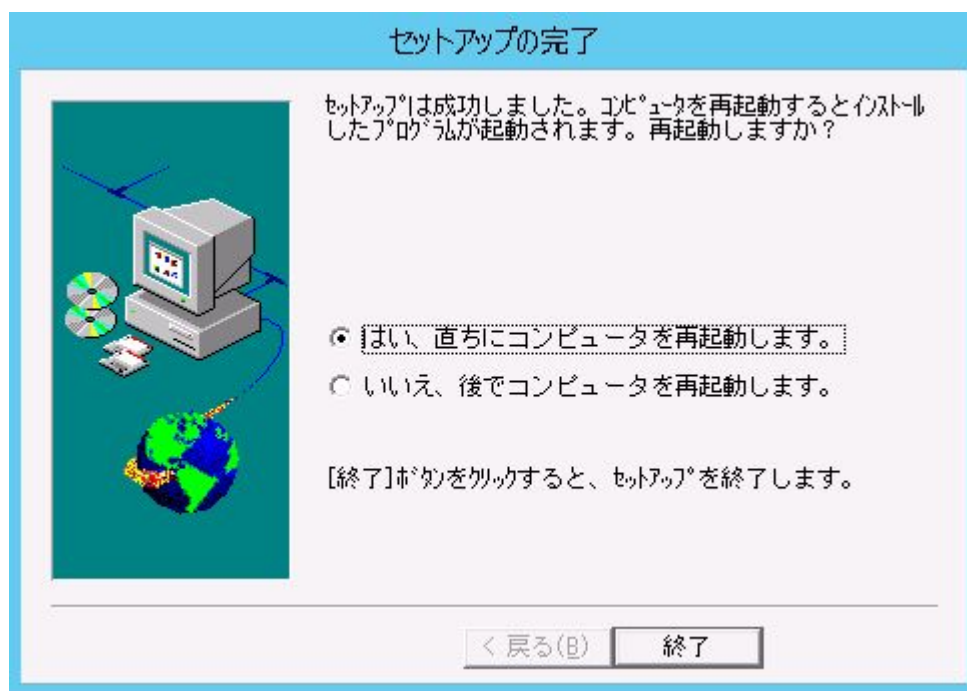 セットアップの完了
ｾｯﾄｱｯﾌﾟは成功しました。ｺﾝﾋﾟｭｰﾀを再起動するとｲﾝｽﾄｰﾙ
したﾌﾟﾛｸﾞﾗﾑが起動されます。再起動しますか？
はい、直ちにコンピュータを再起動します。
いいえ、後でコンピュータを再起動します。
[終了]ﾎﾞﾀﾝをｸﾘｯｸすると、ｾｯﾄｱｯﾌﾟを終了します。
< 戻る(B)
終了